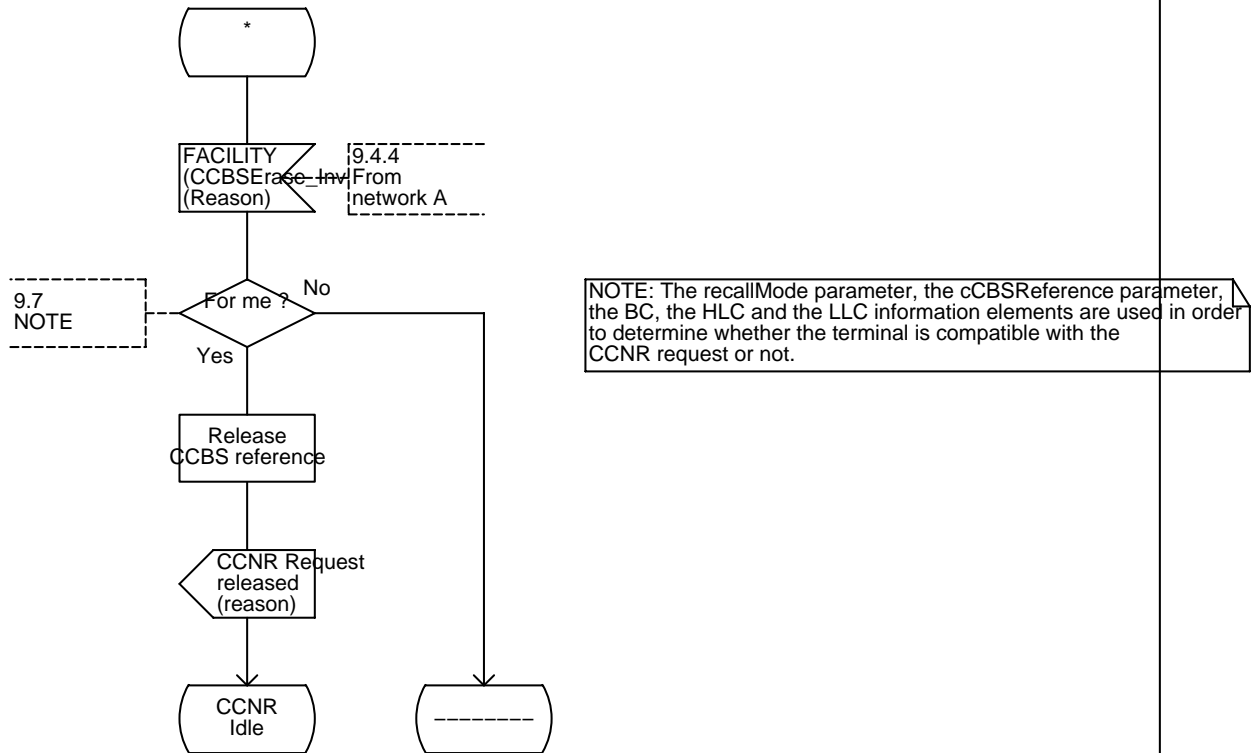 *
FACILITY
(CCBSErase_Inv
(Reason)
9.4.4
From
network A
9.7
NOTE
For me ?
No
Yes
NOTE: The recallMode parameter, the cCBSReference parameter,
the BC, the HLC and the LLC information elements are used in order
to determine whether the terminal is compatible with the
CCNR request or not.
Release
CCBS reference
CCNR Request
released
(reason)
CCNR
Idle
--------